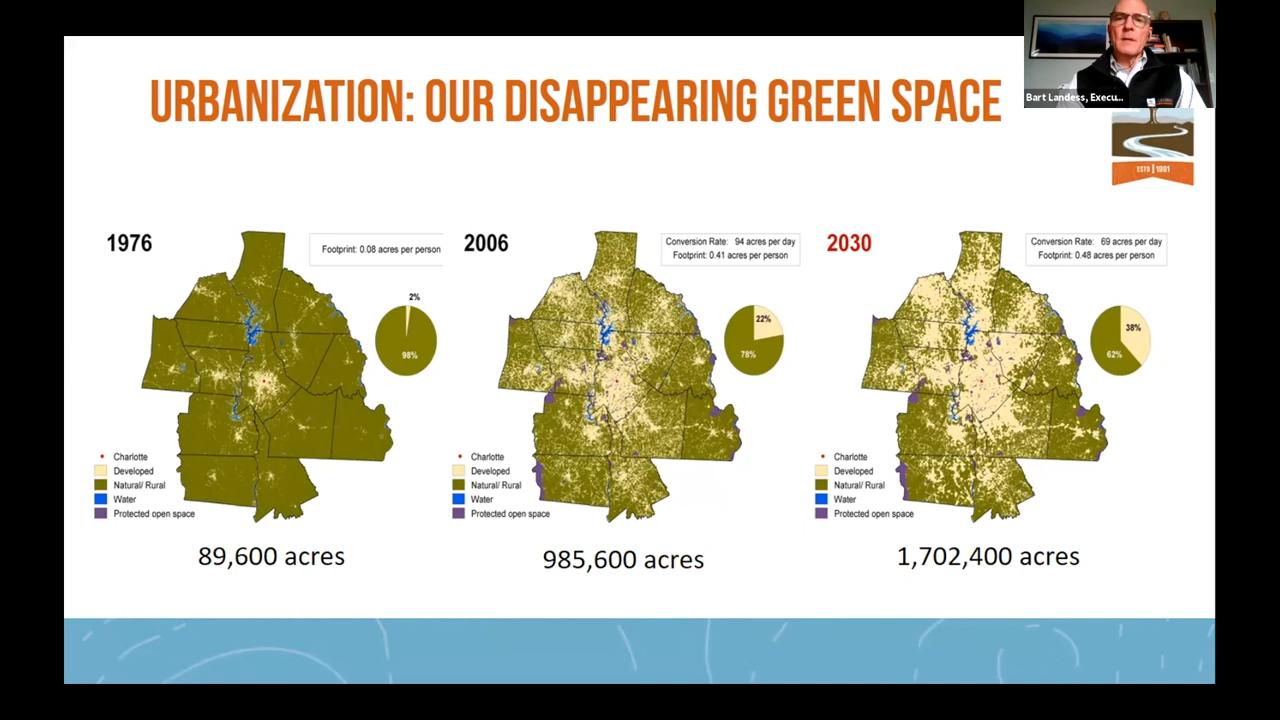 URBANIZATION: OUR DISAPPEARING GREEN SPACE
Bart Landess, Execu...
ESTD 1991
1976
Footprint: 0.08 acres per person
2%
98%
Charlotte
Developed
Natural/ Rural
Water
Protected open space
89,600 acres
2006
Conversion Rate: 94 acres per day
Footprint: 0.41 acres per person
22%
78%
Charlotte
Developed
Natural/ Rural
Water
Protected open space
985,600 acres
2030
Conversion Rate: 69 acres per day
Footprint: 0.48 acres per person
38%
62%
Charlotte
Developed
Natural/ Rural
Water
Protected open space
1,702,400 acres